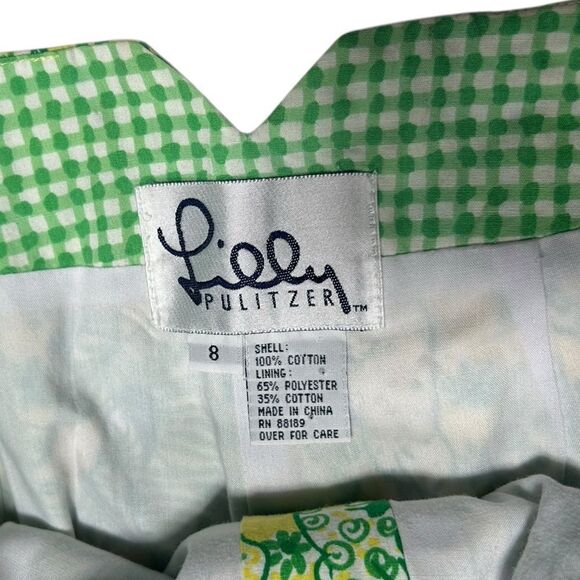 Lilly
PULITZER™
8
SHELL:
100% COTTON
LINING:
65% POLYESTER
35% COTTON
MADE IN CHINA
RN 88189
OVER FOR CARE